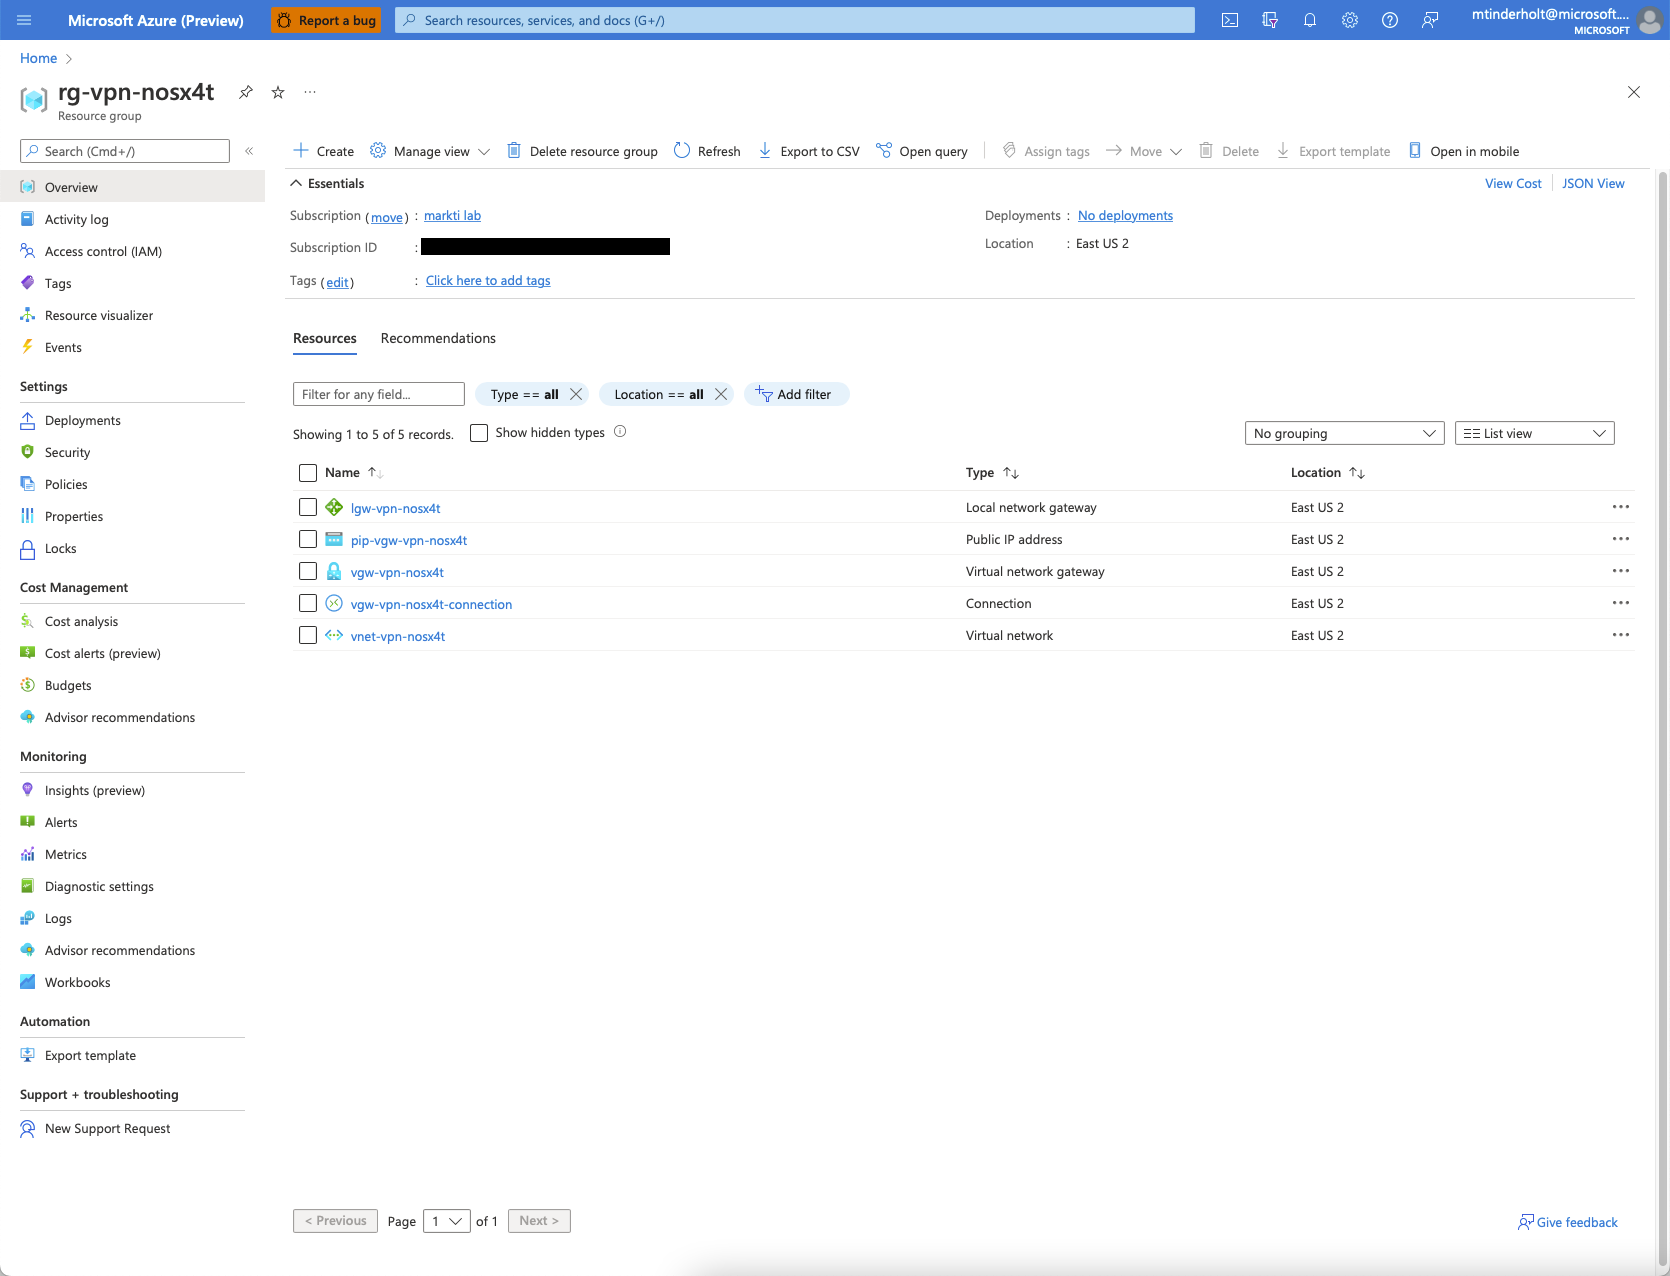 Microsoft Azure (Preview)
Report a bug
Search resources, services, and docs (G+/)
mtinderholt@microsoft....
MICROSOFT
Home
rg-vpn-nosx4t
Resource group
Search (Cmd+/)
Overview
Activity log
Access control (IAM)
Tags
Resource visualizer
Events
Settings
Deployments
Security
Policies
Properties
Locks
Cost Management
Cost analysis
Cost alerts (preview)
Budgets
Advisor recommendations
Monitoring
Insights (preview)
Alerts
Metrics
Diagnostic settings
Logs
Advisor recommendations
Workbooks
Automation
Export template
Support + troubleshooting
New Support Request
Create Manage view Delete resource group Refresh Export to CSV Open query Assign tags Move Delete Export template Open in mobile
Essentials
View Cost JSON View
Subscription (move) : markti lab
Deployments : No deployments
Subscription ID :
Location : East US 2
Tags (edit) : Click here to add tags
Resources Recommendations
Filter for any field... Type == all Location == all Add filter
Showing 1 to 5 of 5 records. Show hidden types
No grouping List view
Name Type Location
lgw-vpn-nosx4t Local network gateway East US 2
pip-vgw-vpn-nosx4t Public IP address East US 2
vgw-vpn-nosx4t Virtual network gateway East US 2
vgw-vpn-nosx4t-connection Connection East US 2
vnet-vpn-nosx4t Virtual network East US 2
< Previous Page 1 of 1 Next >
Give feedback